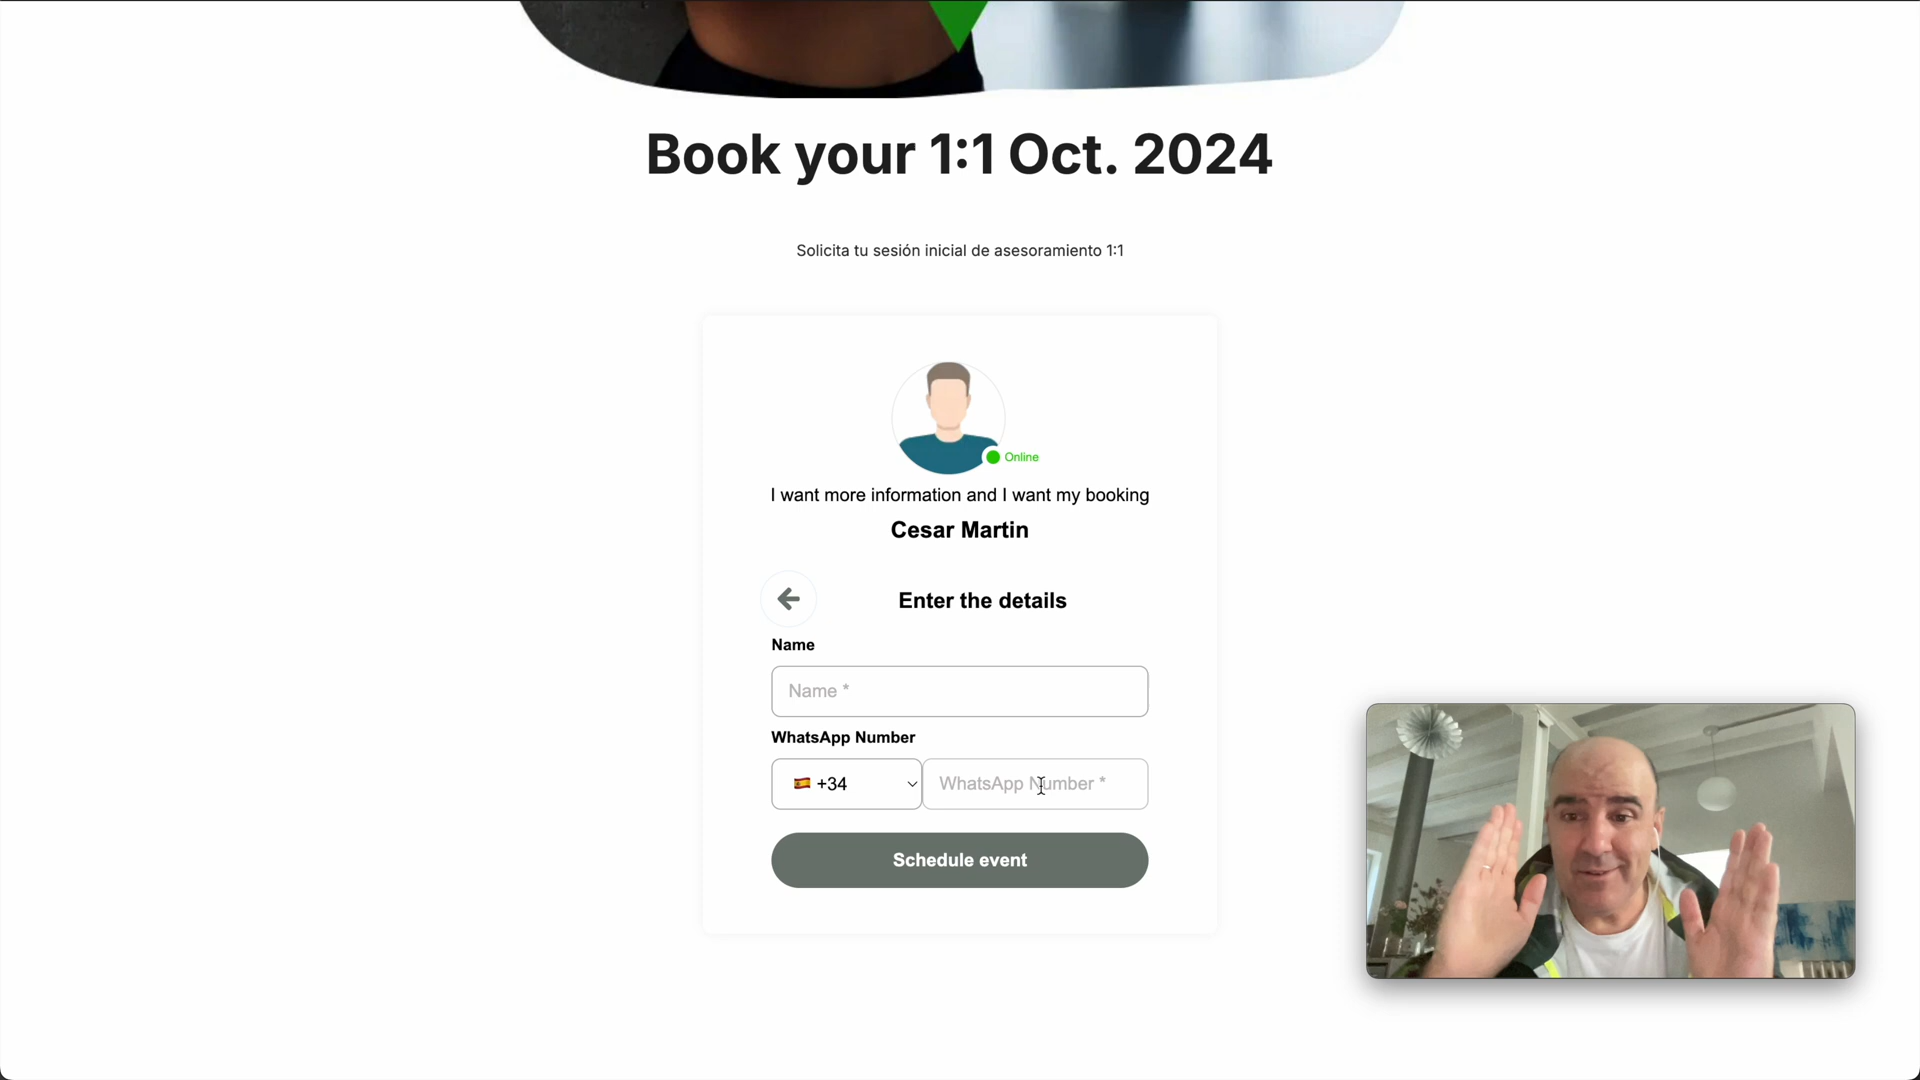 Book your 1:1 Oct. 2024
Solicita tu sesión inicial de asesoramiento 1:1
Online
I want more information and I want my booking
Cesar Martin
Enter the details
Name
Name *
WhatsApp Number
🇪🇸 +34
WhatsApp Number *
Schedule event